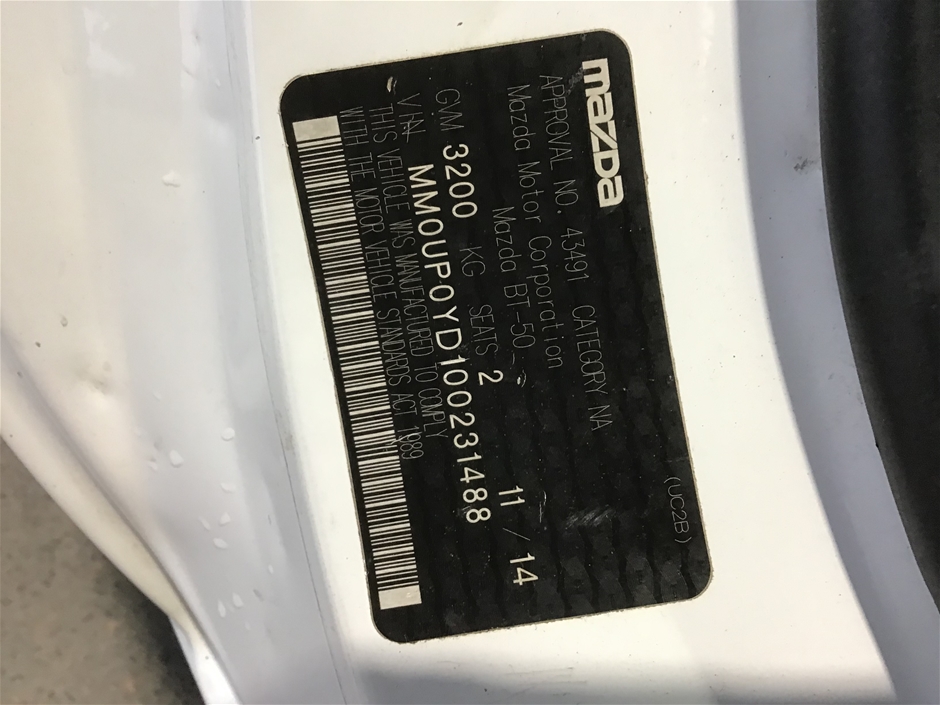 mazda
(UC2B)
APPROVAL NO. 43491 CATEGORY NA
Mazda Motor Corporation
Mazda BT-50 11 / 14
GVM 3200 KG SEATS 2
VIN MM0UP0YD100231488
THIS VEHICLE WAS MANUFACTURED TO COMPLY
WITH THE MOTOR VEHICLE STANDARDS ACT 1989